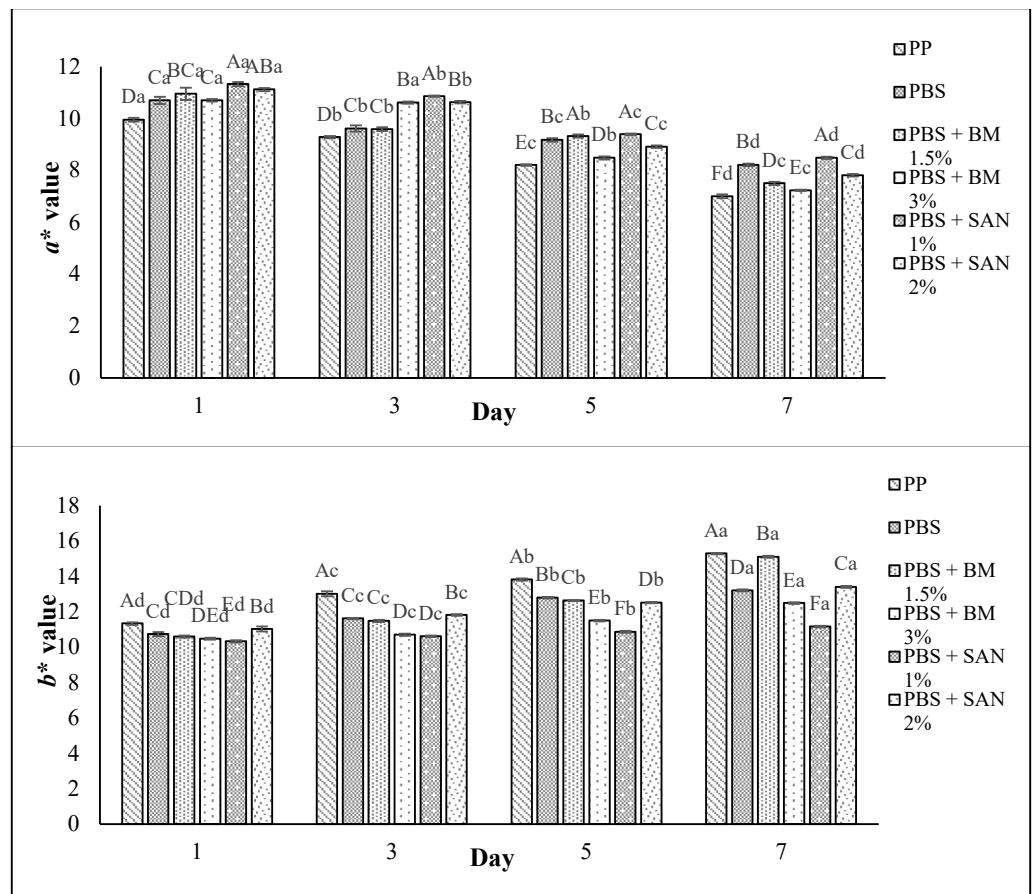 12
10
8
6
4
2
0
a* value
Da Ca BCa Ca Aa ABa
Db Cb Cb Ba Ab Bb
Ec Bc Ab Db Ac Cc
Fd Bd Dc Ec Ad Cd
1 3 5 7
Day
PP
PBS
PBS + BM
1.5%
PBS + BM
3%
PBS + SAN
1%
PBS + SAN
2%
18
16
14
12
10
8
6
4
2
0
b* value
Ad Cd CDd DEd Ed Bd
Ac Cc Cc Dc Dc Bc
Ab Bb Cb Eb Fb Db
Aa Da Ba Ea Fa Ca
1 3 5 7
Day
PP
PBS
PBS + BM
1.5%
PBS + BM
3%
PBS + SAN
1%
PBS + SAN
2%